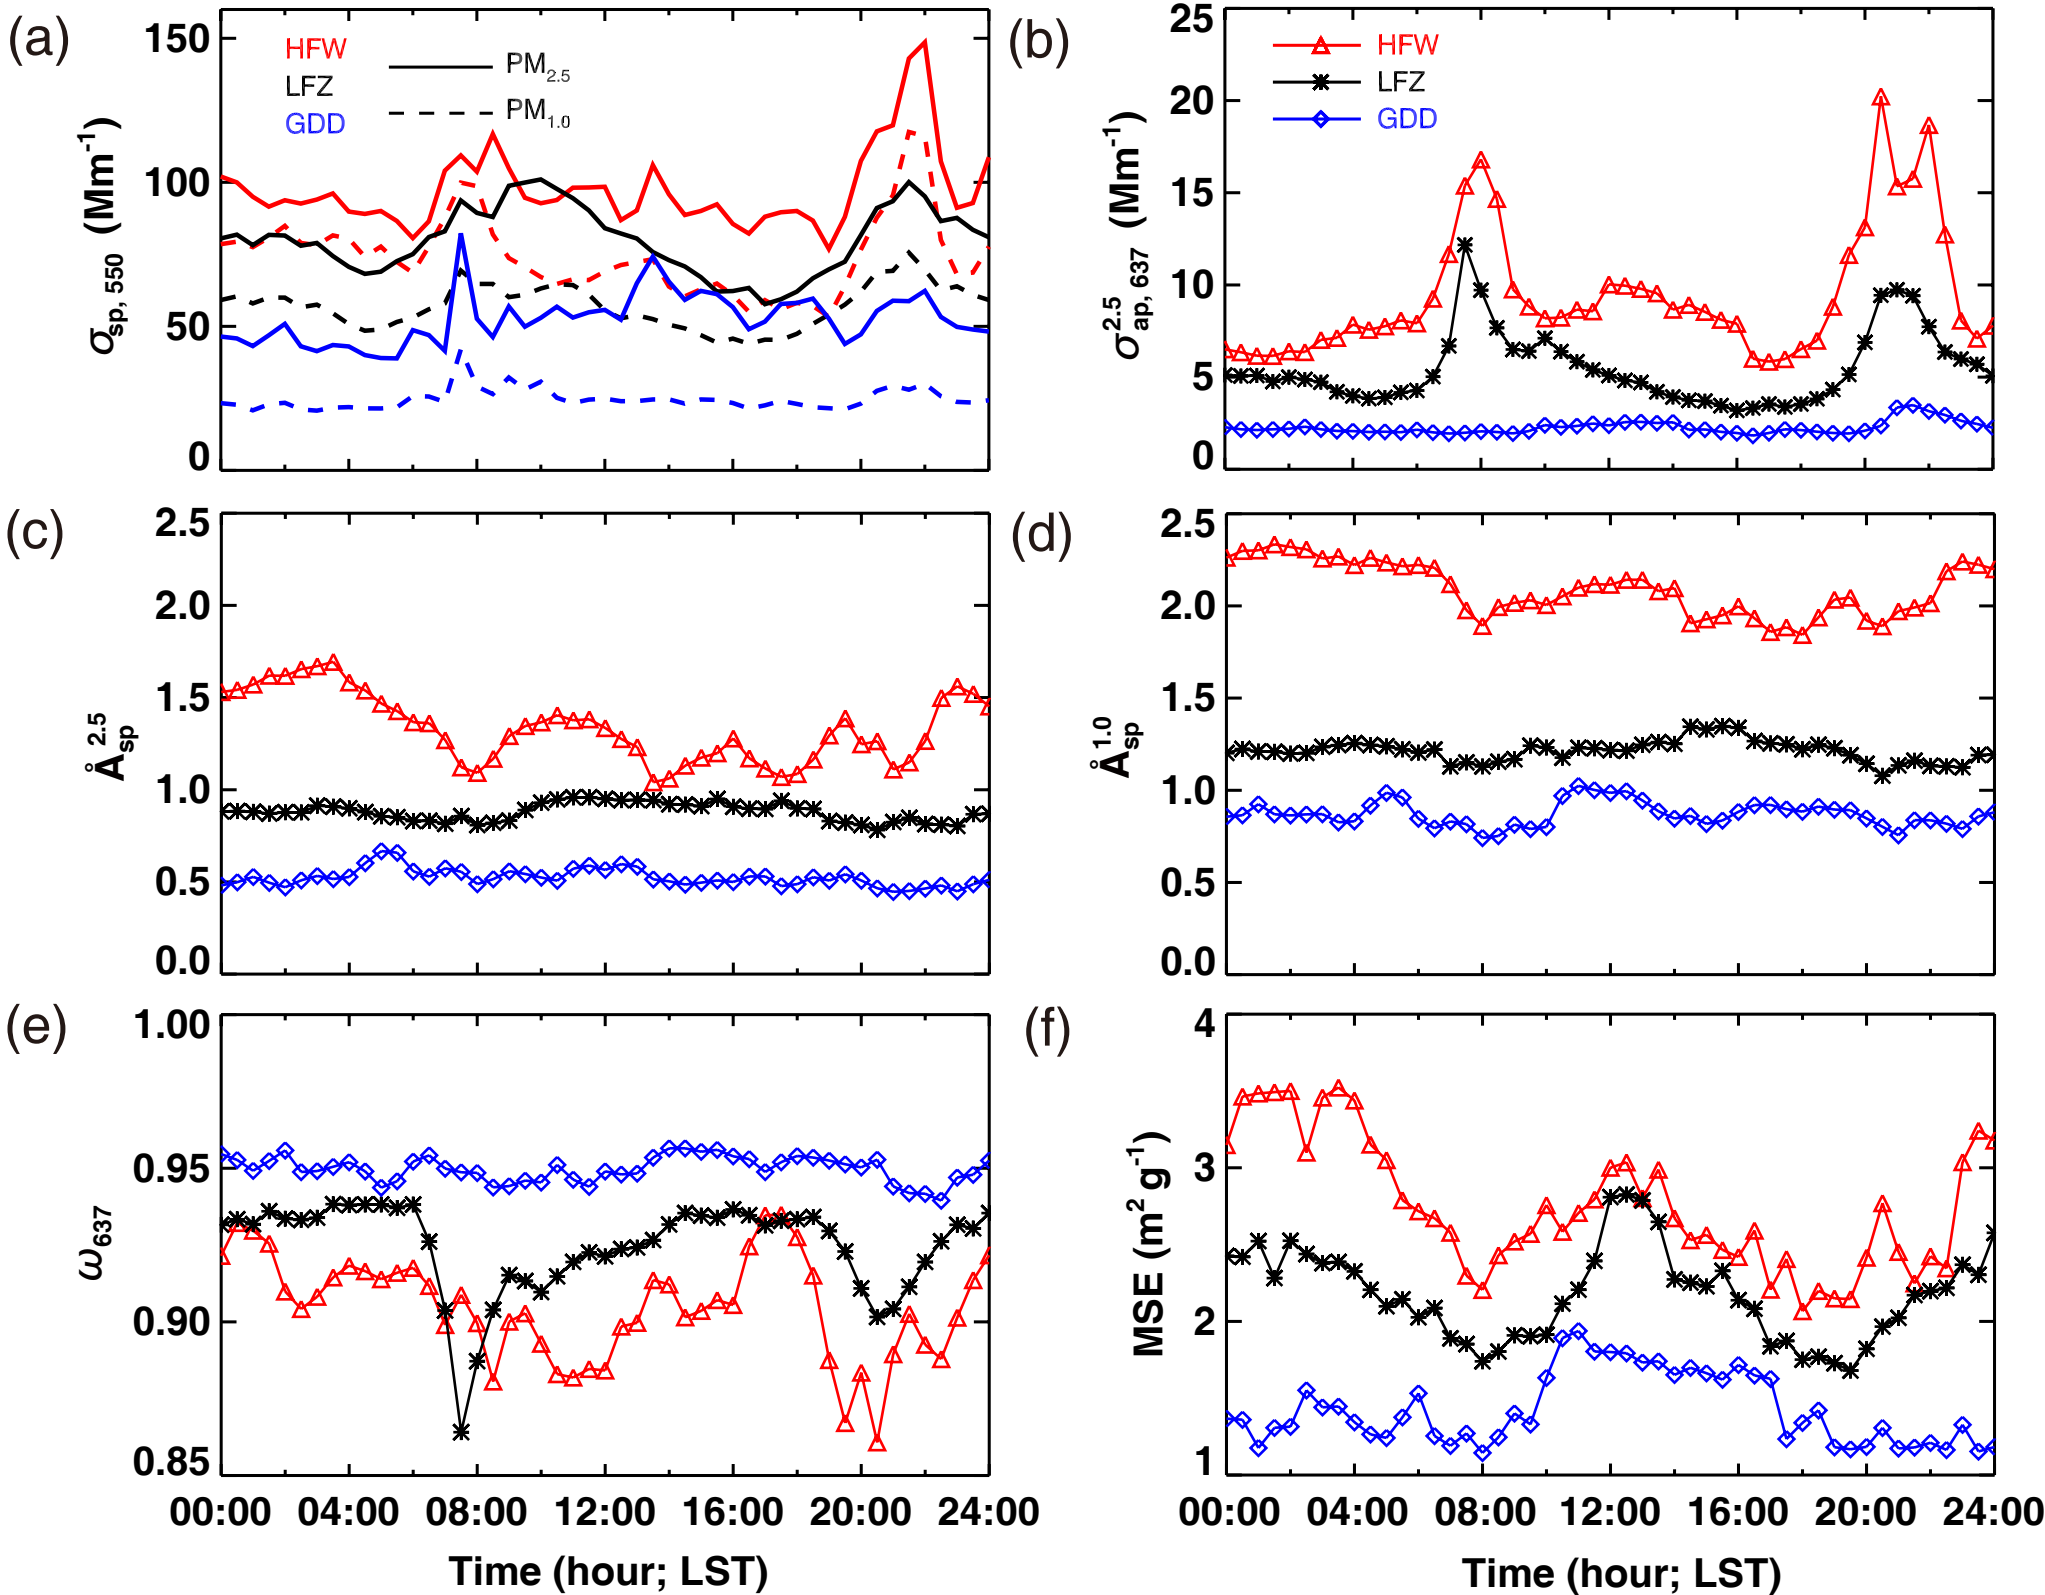 (a)
150
100
50
0
σsp, 550 (Mm-1)
HFW
LFZ
GDD
PM2.5
PM1.0
(b)
25
20
15
10
5
0
σ2.5ap, 637 (Mm-1)
HFW
LFZ
GDD
(c)
2.5
2.0
1.5
1.0
0.5
0.0
Å2.5sp
(d)
2.5
2.0
1.5
1.0
0.5
0.0
Å1.0sp
(e)
1.00
0.95
0.90
0.85
ω637
00:00 04:00 08:00 12:00 16:00 20:00 24:00
Time (hour; LST)
(f)
4
3
2
1
MSE (m2 g-1)
00:00 04:00 08:00 12:00 16:00 20:00 24:00
Time (hour; LST)